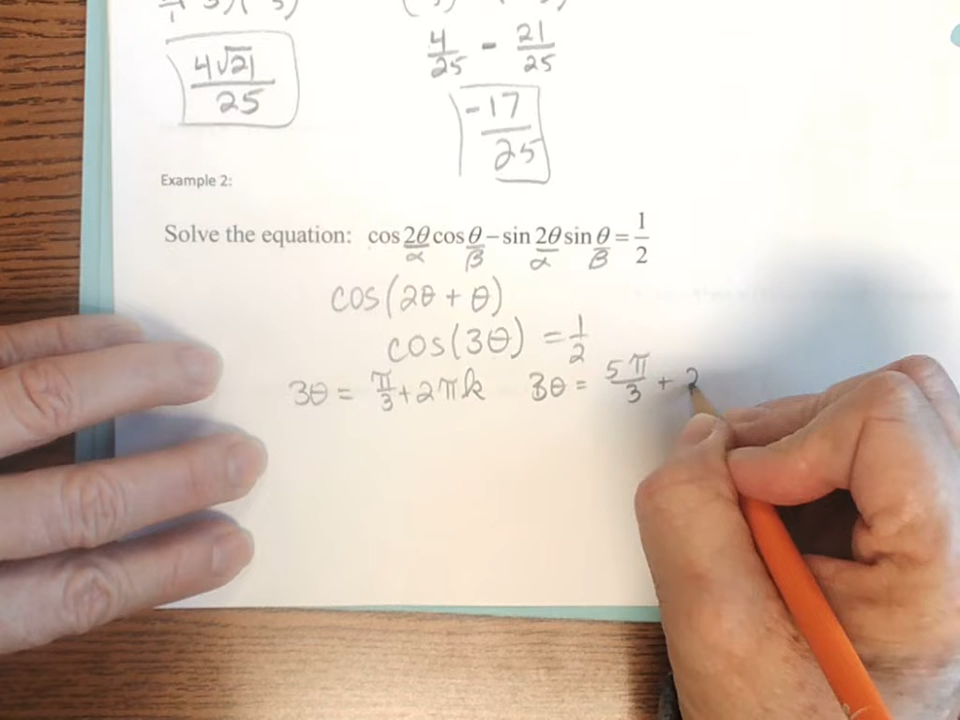 4/25 - 21/25
4√21/25
-17/25
Example 2:
Solve the equation: cos 2θ cos θ – sin 2θ sin θ = 1/2
α β α β
cos(2θ + θ)
cos(3θ) = 1/2
3θ = π/3 + 2πk 3θ = 5π/3 + 2